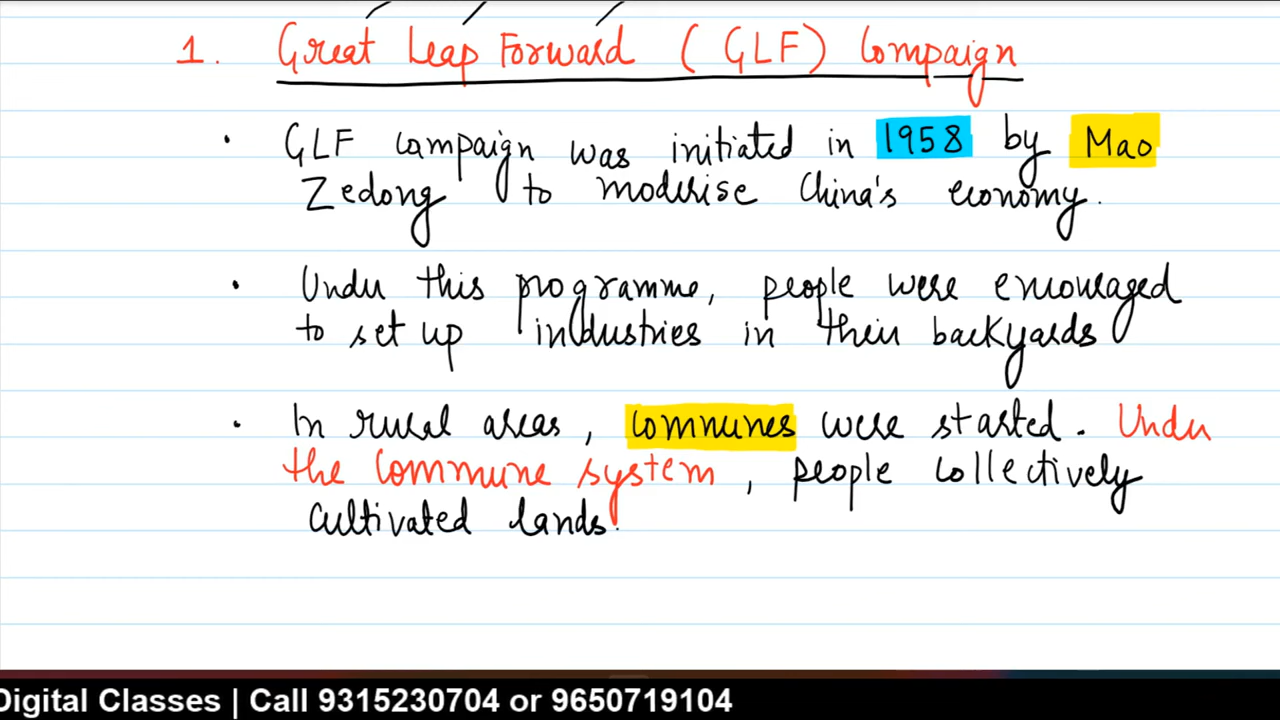 1. Great Leap Forward (GLF) Campaign
• GLF campaign was initiated in 1958 by Mao
Zedong to modernise China's economy.
• Under this programme, people were encouraged
to set up industries in their backyards
• In rural areas, communes were started. Under
the commune system, people collectively
cultivated lands.
Digital Classes | Call 9315230704 or 9650719104